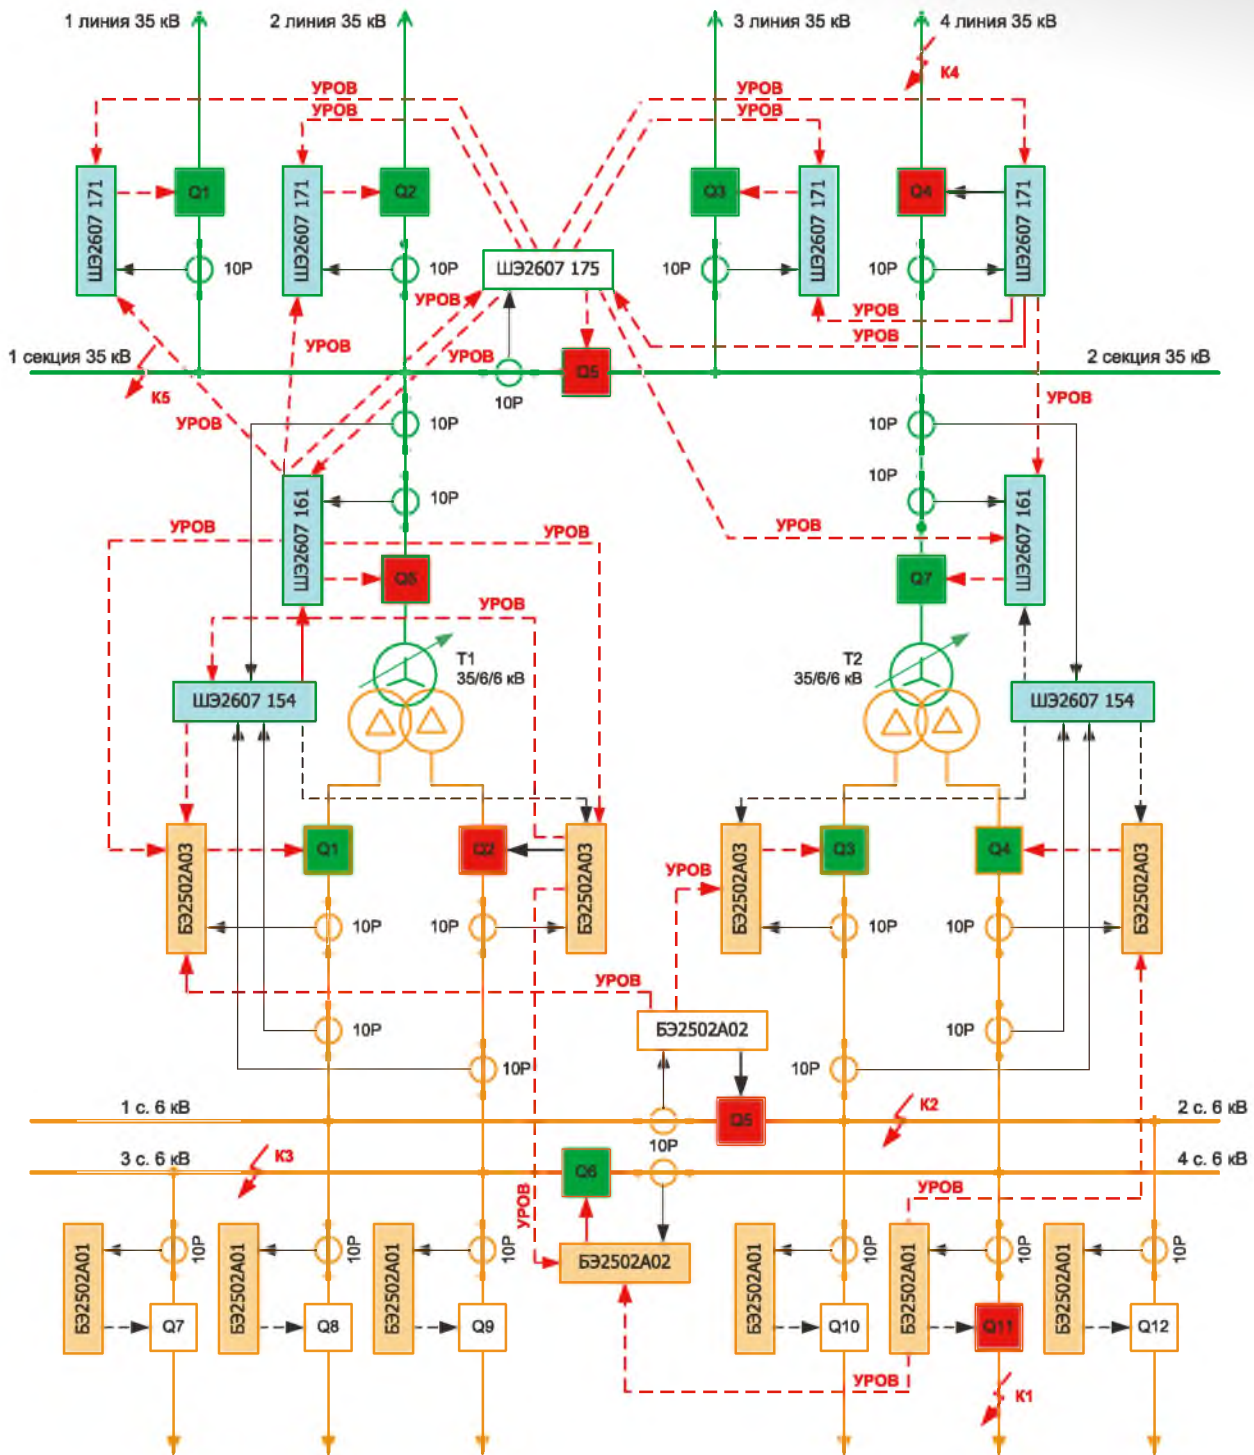 1 линия 35 кВ
2 линия 35 кВ
3 линия 35 кВ
4 линия 35 кВ
К4
УРОВ
УРОВ
УРОВ
УРОВ
ШЭ2607 171
Q1
ШЭ2607 171
Q2
Q3
ШЭ2607 171
Q4
ШЭ2607 171
10Р
10Р
ШЭ2607 175
10Р
10Р
УРОВ
УРОВ
УРОВ
УРОВ
УРОВ
1 секция 35 кВ
2 секция 35 кВ
Q5
К5
10Р
УРОВ
УРОВ
10Р
10Р
10Р
10Р
ШЭ2607 161
ШЭ2607 161
УРОВ
УРОВ
УРОВ
Q6
Q7
УРОВ
Т1
35/6/6 кВ
Т2
35/6/6 кВ
ШЭ2607 154
ШЭ2607 154
БЭ2502А03
Q1
Q2
БЭ2502А03
УРОВ
БЭ2502А03
Q3
Q4
БЭ2502А03
10Р
10Р
10Р
10Р
10Р
БЭ2502А02
10Р
10Р
10Р
1 с. 6 кВ
Q5
К2
2 с. 6 кВ
10Р
3 с. 6 кВ
К3
Q6
4 с. 6 кВ
УРОВ
УРОВ
БЭ2502А01
10Р
БЭ2502А01
10Р
БЭ2502А01
10Р
БЭ2502А02
БЭ2502А01
10Р
БЭ2502А01
10Р
БЭ2502А01
10Р
Q7
Q8
Q9
Q10
Q11
Q12
УРОВ
К1